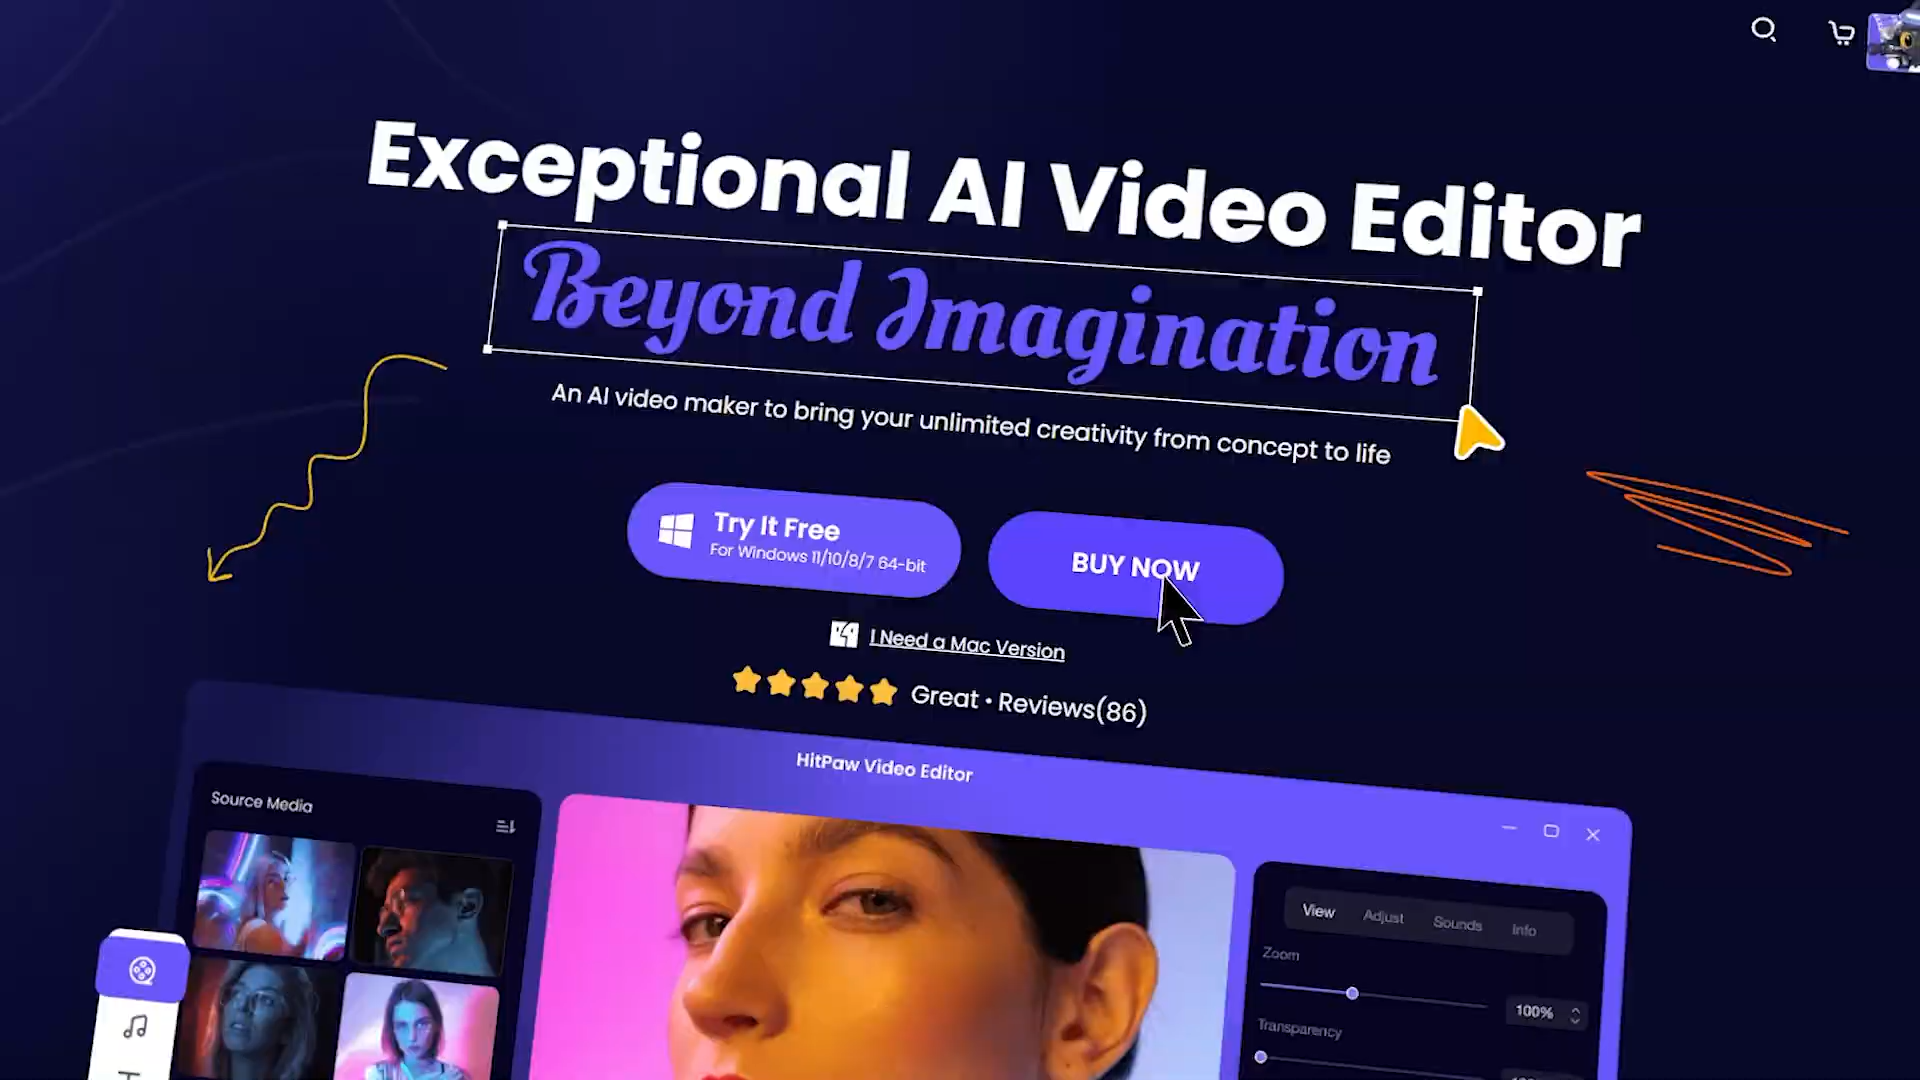 Exceptional AI Video Editor
Beyond Imagination
An AI video maker to bring your unlimited creativity from concept to life
Try It Free
For Windows 11/10/8/7 64-bit
BUY NOW
I Need a Mac Version
Great • Reviews(86)
HitPaw Video Editor
Source Media
View Adjust Sounds Info
Zoom
100%
Transparency